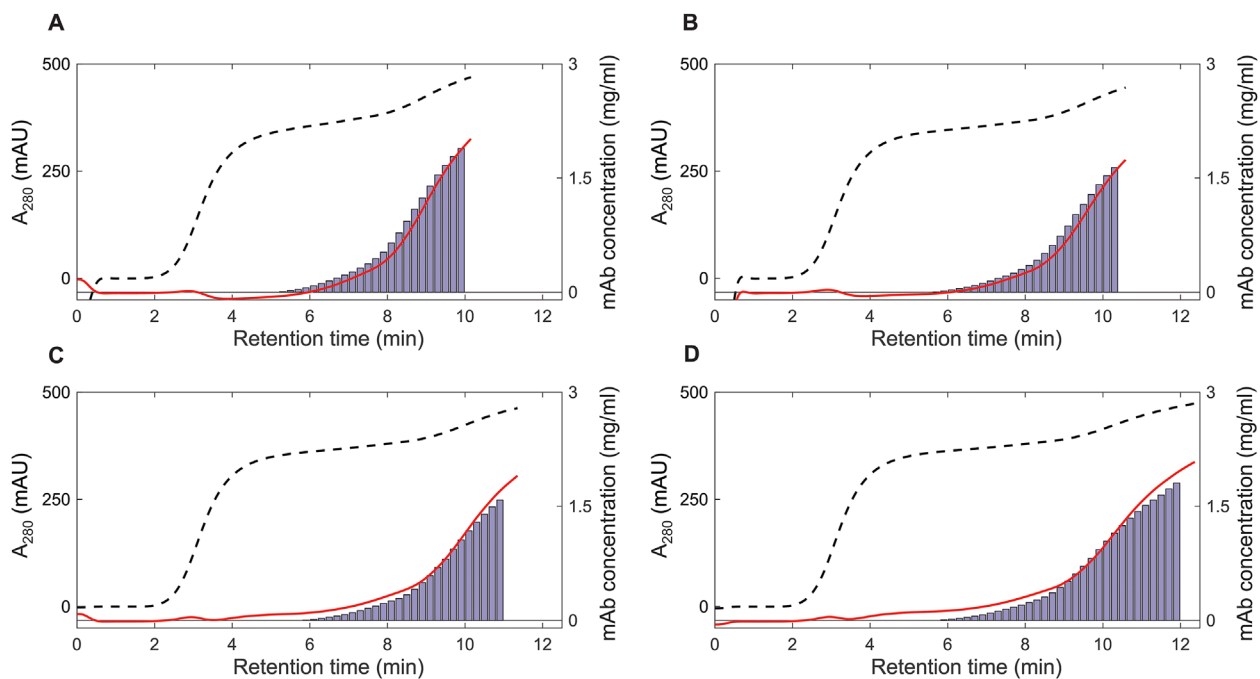 A
B
500
250
0
A280 (mAU)
3
1.5
0
mAb concentration (mg/ml)
0 2 4 6 8 10 12
Retention time (min)
500
250
0
A280 (mAU)
3
1.5
0
mAb concentration (mg/ml)
0 2 4 6 8 10 12
Retention time (min)
C
D
500
250
0
A280 (mAU)
3
1.5
0
mAb concentration (mg/ml)
0 2 4 6 8 10 12
Retention time (min)
500
250
0
A280 (mAU)
3
1.5
0
mAb concentration (mg/ml)
0 2 4 6 8 10 12
Retention time (min)